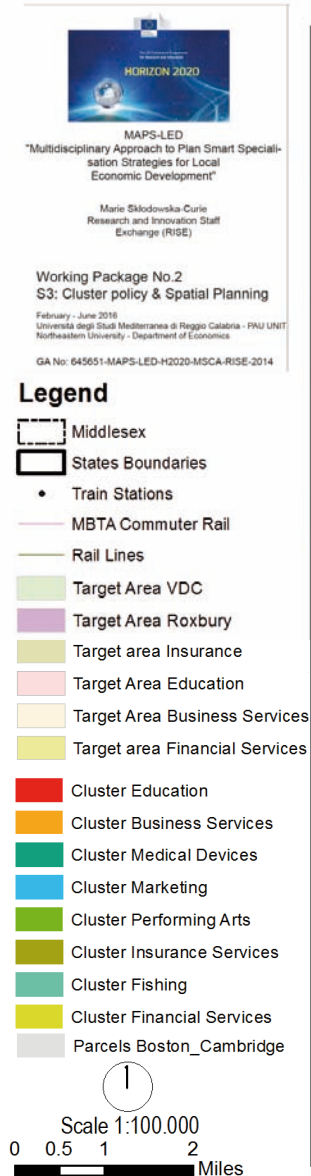 HORIZON 2020
MAPS-LED
"Multidisciplinary Approach to Plan Smart Speciali-
sation Strategies for Local
Economic Development"
Marie Sklodowska-Curie
Research and Innovation Staff
Exchange (RISE)
Working Package No.2
S3: Cluster policy & Spatial Planning
February - June 2016
Università degli Studi Mediterranea di Reggio Calabria - PAU UNIT
Northeastern University - Department of Economics
GA No: 645651-MAPS-LED-H2020-MSCA-RISE-2014
Legend
Middlesex
States Boundaries
Train Stations
MBTA Commuter Rail
Rail Lines
Target Area VDC
Target Area Roxbury
Target area Insurance
Target Area Education
Target Area Business Services
Target area Financial Services
Cluster Education
Cluster Business Services
Cluster Medical Devices
Cluster Marketing
Cluster Performing Arts
Cluster Insurance Services
Cluster Fishing
Cluster Financial Services
Parcels Boston_Cambridge
1
Scale 1:100.000
0 0.5 1 2
Miles